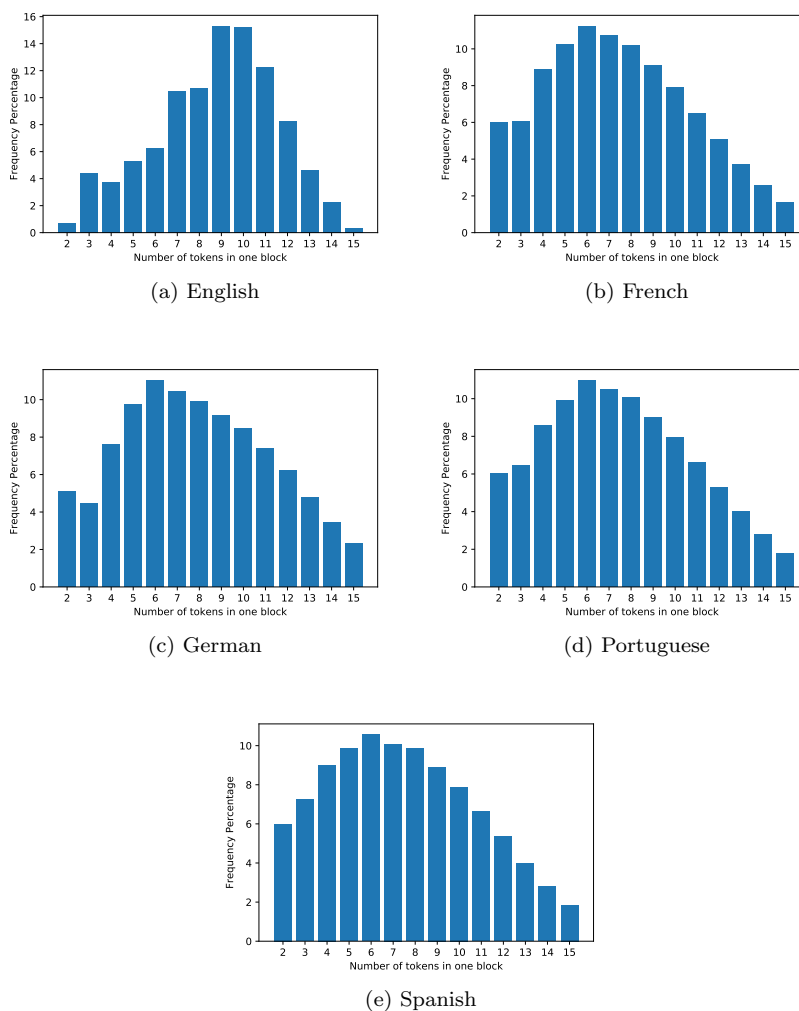 16
14
12
10
8
6
4
2
0
Frequency Percentage
2 3 4 5 6 7 8 9 10 11 12 13 14 15
Number of tokens in one block
(a) English
10
8
6
4
2
0
Frequency Percentage
2 3 4 5 6 7 8 9 10 11 12 13 14 15
Number of tokens in one block
(b) French
10
8
6
4
2
0
Frequency Percentage
2 3 4 5 6 7 8 9 10 11 12 13 14 15
Number of tokens in one block
(c) German
10
8
6
4
2
0
Frequency Percentage
2 3 4 5 6 7 8 9 10 11 12 13 14 15
Number of tokens in one block
(d) Portuguese
10
8
6
4
2
0
Frequency Percentage
2 3 4 5 6 7 8 9 10 11 12 13 14 15
Number of tokens in one block
(e) Spanish